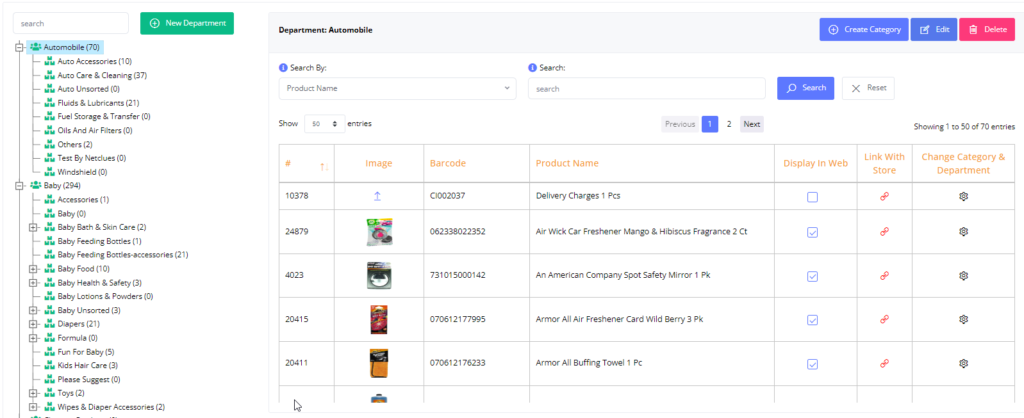 search
New Department
Automobile (70)
Auto Accessories (10)
Auto Care & Cleaning (37)
Auto Unsorted (0)
Fluids & Lubricants (21)
Fuel Storage & Transfer (0)
Oils And Air Filters (0)
Others (2)
Test By Netclues (0)
Windshield (0)
Baby (294)
Accessories (1)
Baby (0)
Baby Bath & Skin Care (2)
Baby Feeding Bottles (1)
Baby Feeding Bottles-accessories (21)
Baby Food (10)
Baby Health & Safety (3)
Baby Lotions & Powders (0)
Baby Unsorted (3)
Diapers (21)
Formula (0)
Fun For Baby (5)
Kids Hair Care (3)
Please Suggest (0)
Toys (2)
Wipes & Diaper Accessories (2)
Department: Automobile
Create Category Edit Delete
Search By: Search:
Product Name search Search Reset
Show 50 entries Previous 1 2 Next Showing 1 to 50 of 70 entries
# Image Barcode Product Name Display In Web Link With Store Change Category & Department
10378 CI002037 Delivery Charges 1 Pcs
24879 062338022352 Air Wick Car Freshener Mango & Hibiscus Fragrance 2 Ct
4023 731015000142 An American Company Spot Safety Mirror 1 Pk
20415 070612177995 Armor All Air Freshener Card Wild Berry 3 Pk
20411 070612176233 Armor All Buffing Towel 1 Pc